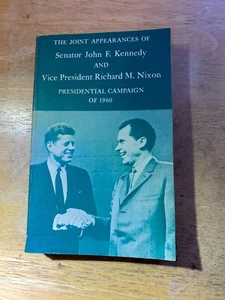 THE JOINT APPEARANCES OF
Senator John F. Kennedy
AND
Vice President Richard M. Nixon
PRESIDENTIAL CAMPAIGN
OF 1960